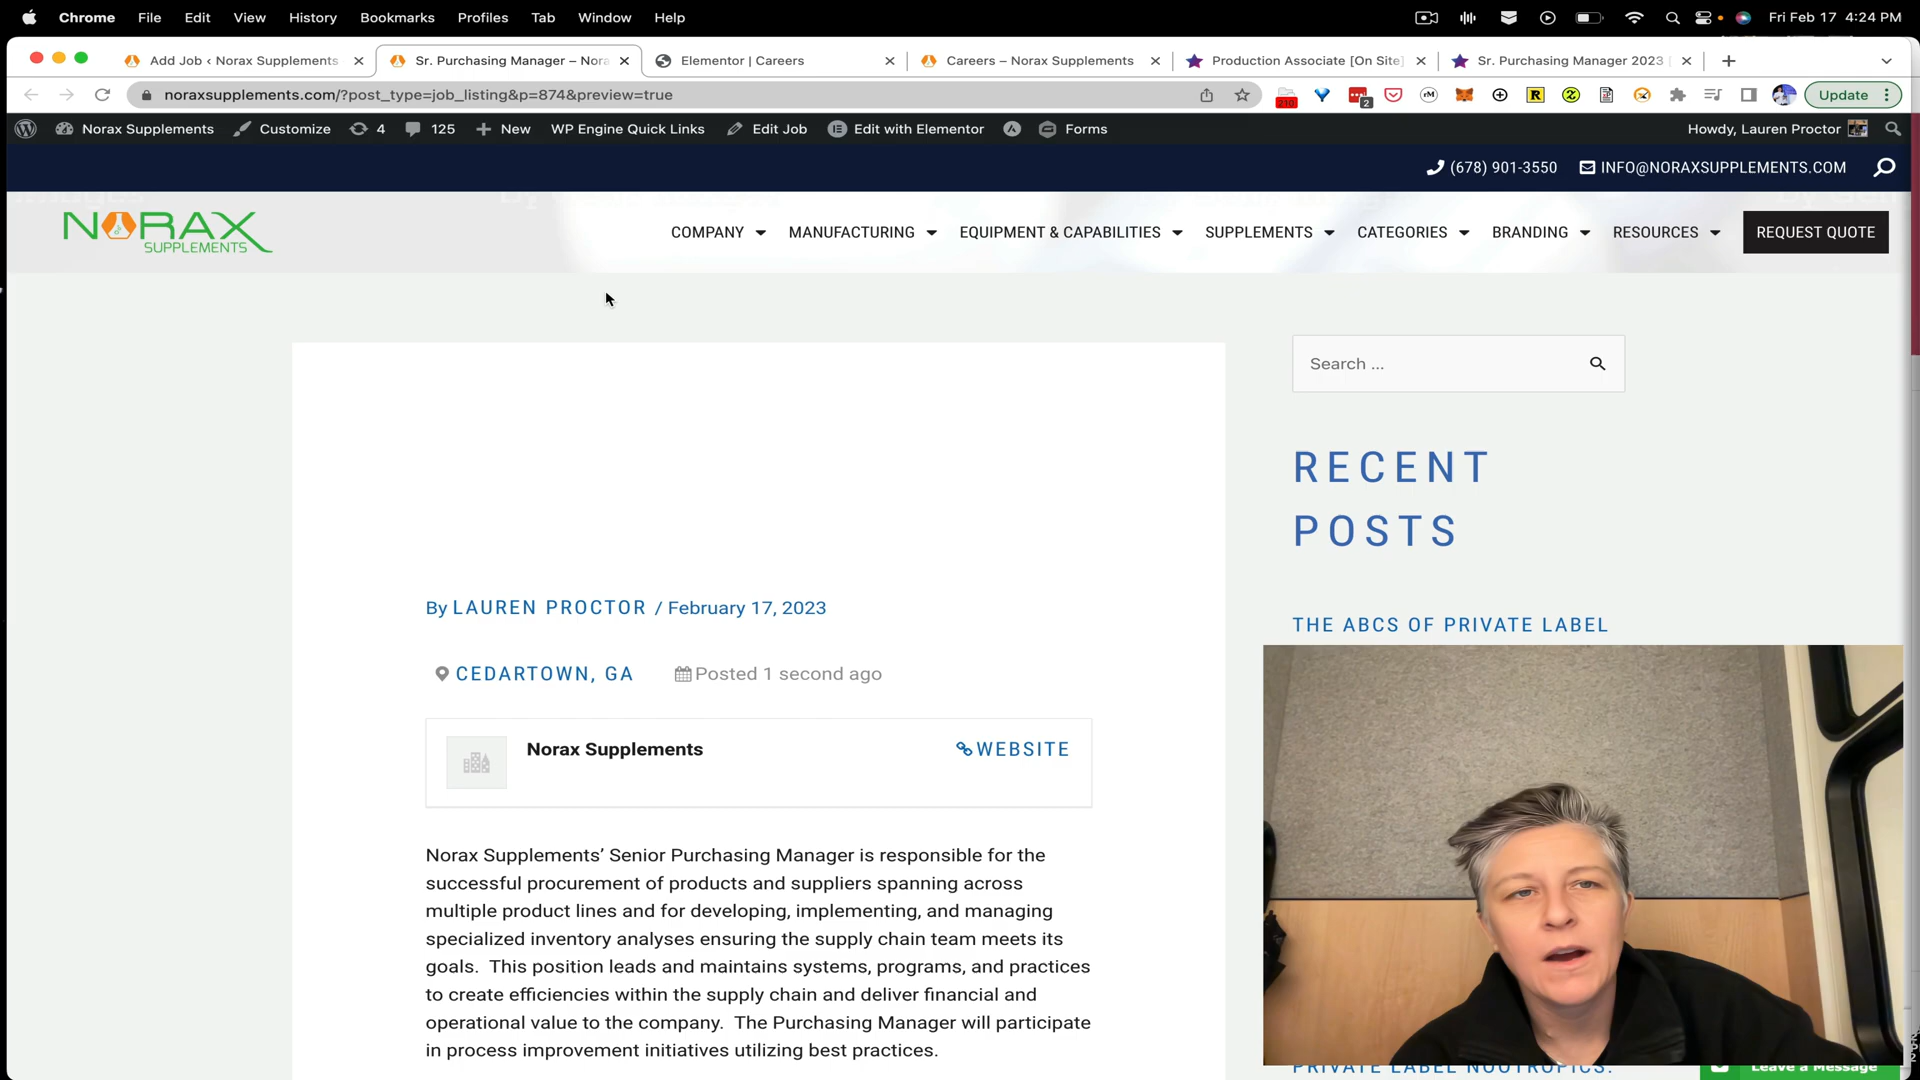 Chrome File Edit View History Bookmarks Profiles Tab Window Help Fri Feb 17 4:24 PM
Add Job ‹ Norax Supplements Sr. Purchasing Manager – Nora Elementor | Careers Careers – Norax Supplements Production Associate [On Site] Sr. Purchasing Manager 2023 [
noraxsupplements.com/?post_type=job_listing&p=874&preview=true 210 2 rM R Update
Norax Supplements Customize 4 125 New WP Engine Quick Links Edit Job Edit with Elementor Forms Howdy, Lauren Proctor
(678) 901-3550 INFO@NORAXSUPPLEMENTS.COM
NORAX
SUPPLEMENTS
COMPANY MANUFACTURING EQUIPMENT & CAPABILITIES SUPPLEMENTS CATEGORIES BRANDING RESOURCES REQUEST QUOTE
Search ...
RECENT
POSTS
THE ABCS OF PRIVATE LABEL
By LAUREN PROCTOR / February 17, 2023
CEDARTOWN, GA Posted 1 second ago
Norax Supplements WEBSITE
Norax Supplements’ Senior Purchasing Manager is responsible for the
successful procurement of products and suppliers spanning across
multiple product lines and for developing, implementing, and managing
specialized inventory analyses ensuring the supply chain team meets its
goals. This position leads and maintains systems, programs, and practices
to create efficiencies within the supply chain and deliver financial and
operational value to the company. The Purchasing Manager will participate
in process improvement initiatives utilizing best practices.
PRIVATE LABEL NOOTROPICS:
Leave a Message